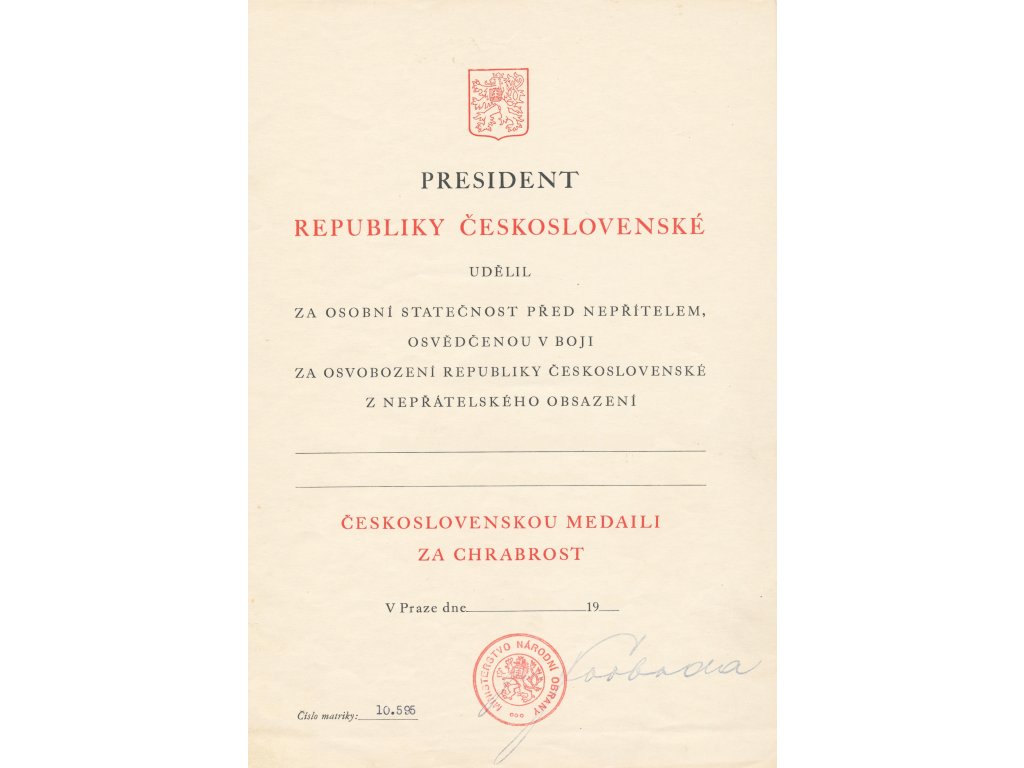 PRESIDENT
REPUBLIKY ČESKOSLOVENSKÉ
UDĚLIL
ZA OSOBNÍ STATEČNOST PŘED NEPŘÍTELEM,
OSVĚDČENOU V BOJI
ZA OSVOBOZENÍ REPUBLIKY ČESKOSLOVENSKÉ
Z NEPŘÁTELSKÉHO OBSAZENÍ
ČESKOSLOVENSKOU MEDAILI
ZA CHRABROST
V Praze dne 19
MINISTERSTVO NÁRODNÍ OBRANY
Svoboda
Číslo matriky: 10.595